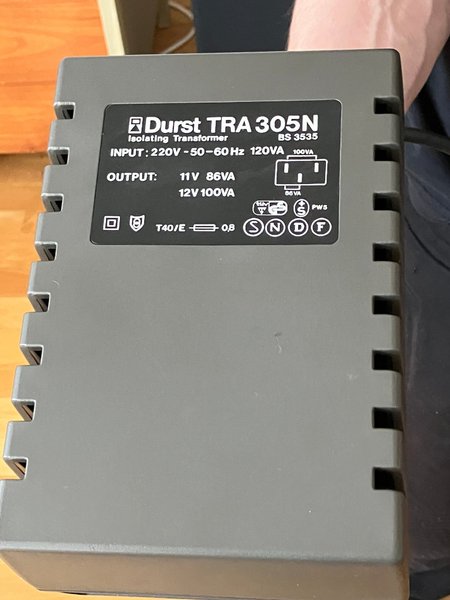 Durst TRA 305N
Isolating Transformer BS 3535
INPUT: 220V ~ 50-60 Hz 120VA
100VA
OUTPUT: 11V 86VA
12V 100VA
86VA
PW5
T40/E 0,8 S N D F